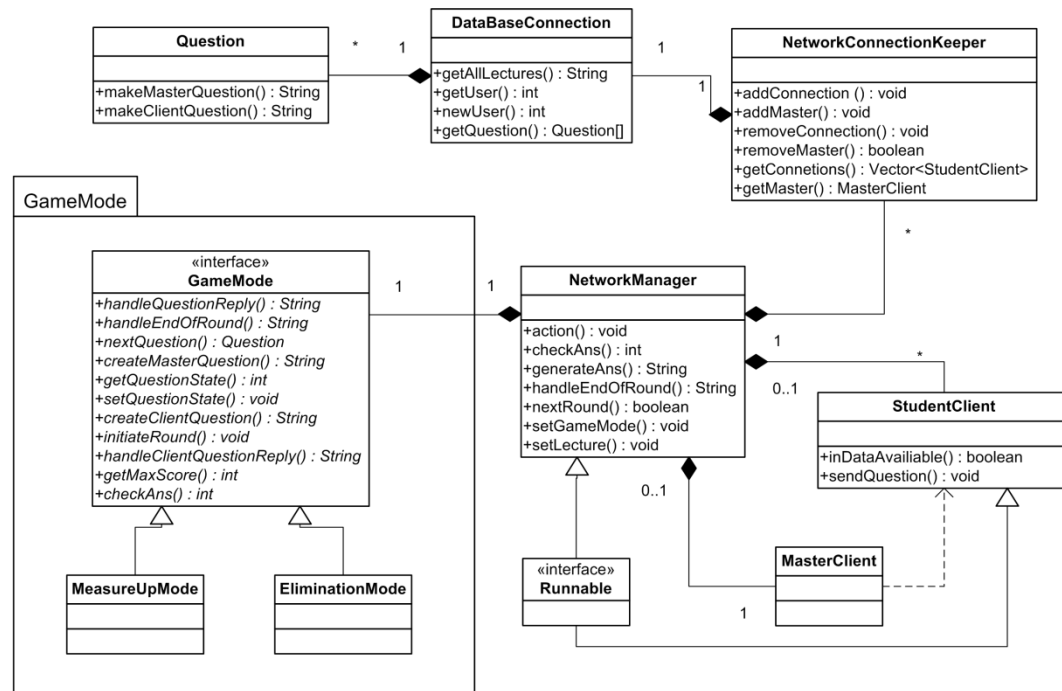 Question
+makeMasterQuestion() : String
+makeClientQuestion() : String
*
1
DataBaseConnection
+getAllLectures() : String
+getUser() : int
+newUser() : int
+getQuestion() : Question[]
1
1
NetworkConnectionKeeper
+addConnection () : void
+addMaster() : void
+removeConnection() : void
+removeMaster() : boolean
+getConnetions() : Vector<StudentClient>
+getMaster() : MasterClient
*
GameMode
«interface»
GameMode
+handleQuestionReply() : String
+handleEndOfRound() : String
+nextQuestion() : Question
+createMasterQuestion() : String
+getQuestionState() : int
+setQuestionState() : void
+createClientQuestion() : String
+initiateRound() : void
+handleClientQuestionReply() : String
+getMaxScore() : int
+checkAns() : int
1
1
NetworkManager
+action() : void
+checkAns() : int
+generateAns() : String
+handleEndOfRound() : String
+nextRound() : boolean
+setGameMode() : void
+setLecture() : void
1
*
0..1
StudentClient
+inDataAvailiable() : boolean
+sendQuestion() : void
0..1
MeasureUpMode
EliminationMode
«interface»
Runnable
MasterClient
1